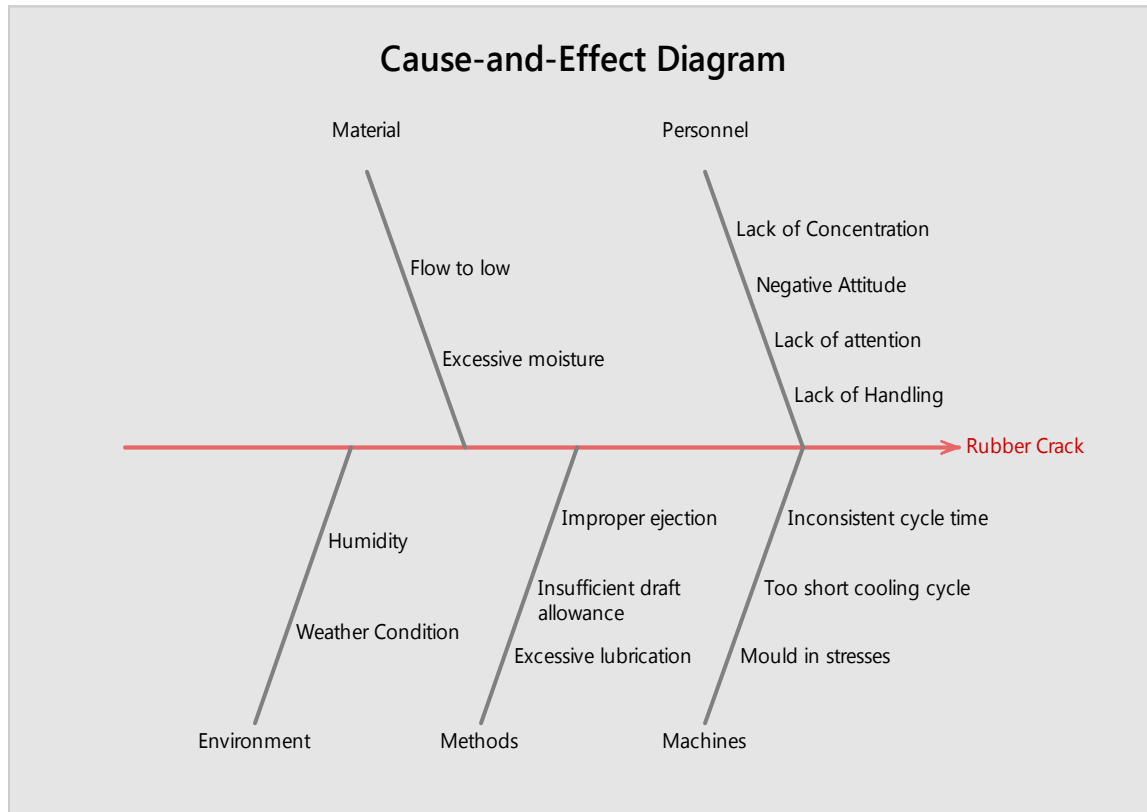 Cause-and-Effect Diagram
Material
Personnel
Lack of Concentration
Flow to low
Negative Attitude
Lack of attention
Excessive moisture
Lack of Handling
Rubber Crack
Improper ejection
Inconsistent cycle time
Humidity
Insufficient draft
allowance
Too short cooling cycle
Weather Condition
Excessive lubrication
Mould in stresses
Environment
Methods
Machines